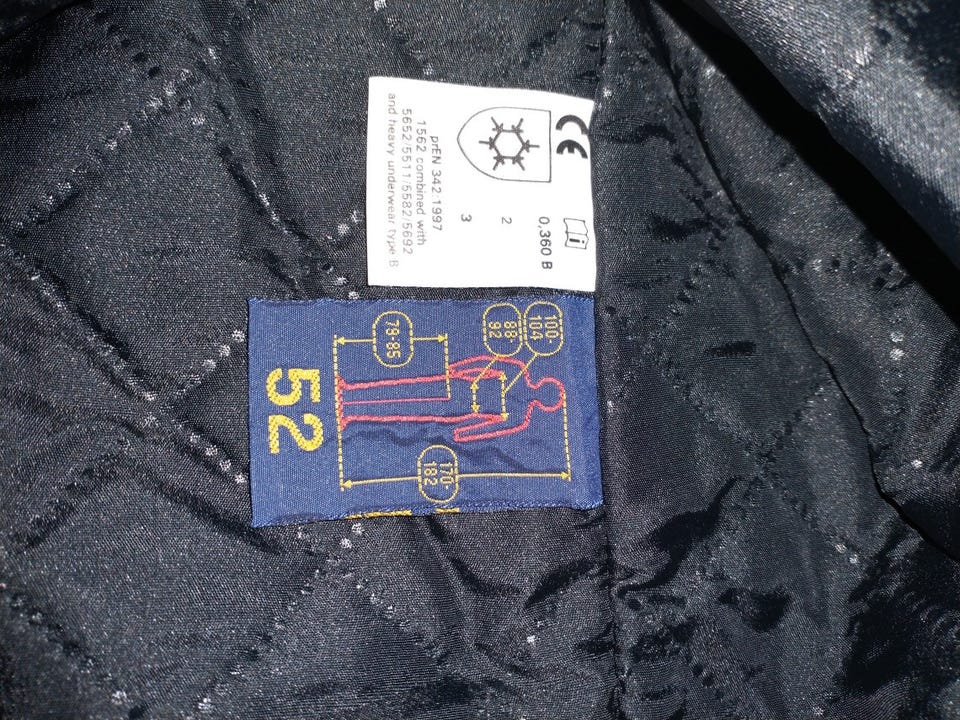 CE
i
0,360 B
2
3
prEN 342:1997
1562 combined with
5652/5511/5582/5692
and heavy underwear type B
100-
104
88-
92
79-85
170-
182
52